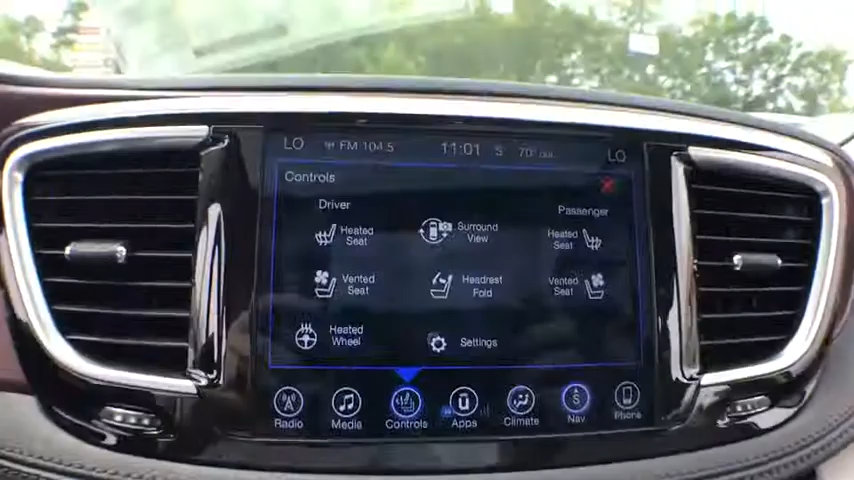 LO FM 104.5 11:01 S 70° out LO
Controls
Driver
Passenger
Heated
Seat
Surround
View
Heated
Seat
Vented
Seat
Headrest
Fold
Vented
Seat
Heated
Wheel
Settings
Radio Media Controls Apps Climate Nav Phone